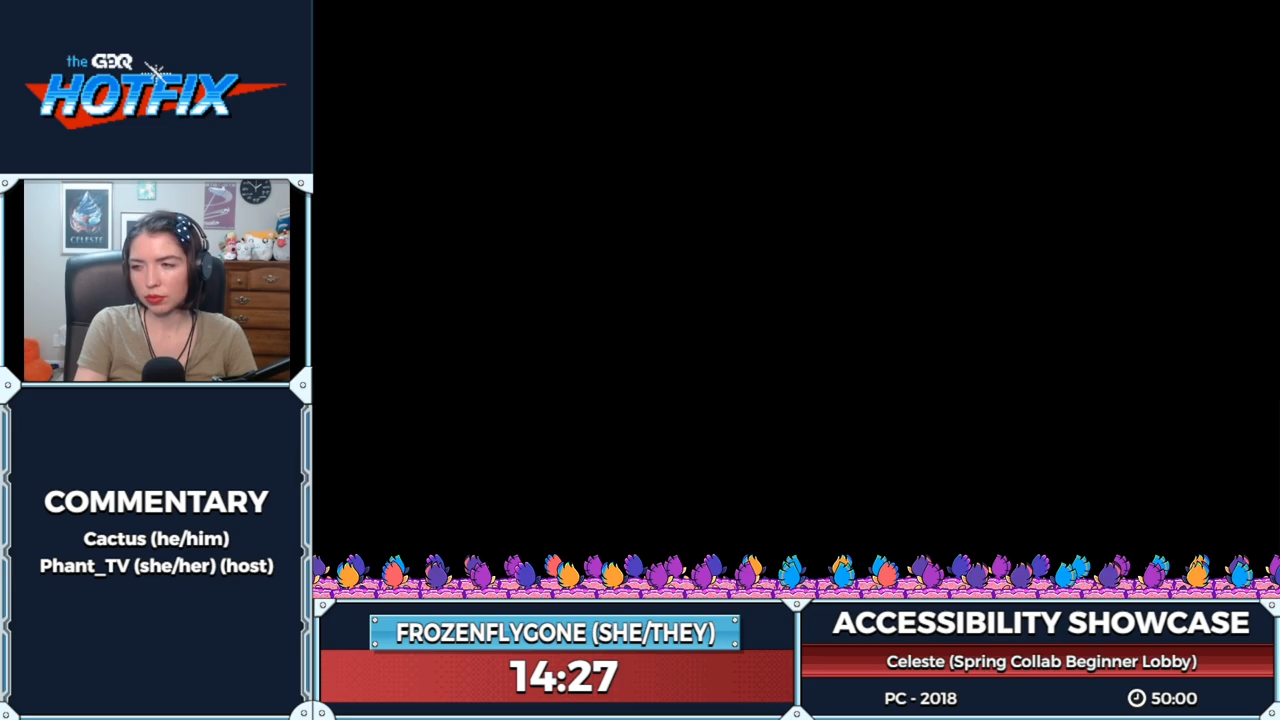 the GDQ
HOTFIX
CELESTE
COMMENTARY
Cactus (he/him)
Phant_TV (she/her) (host)
FROZENFLYGONE (SHE/THEY)
14:27
ACCESSIBILITY SHOWCASE
Celeste (Spring Collab Beginner Lobby)
PC - 2018
50:00